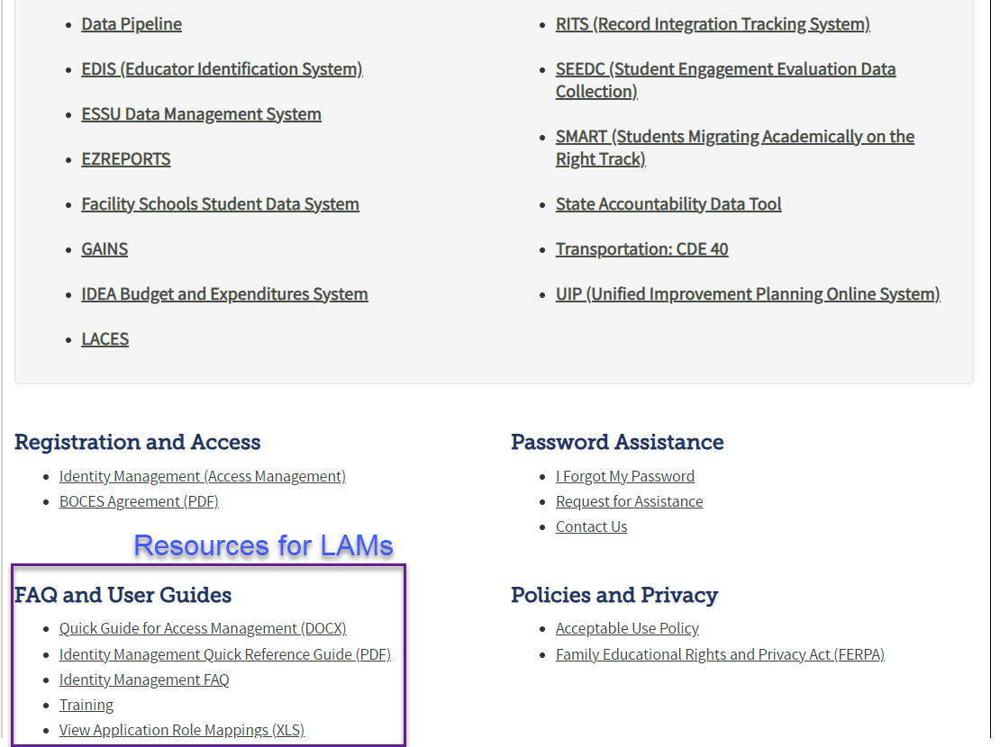 Data Pipeline
EDIS (Educator Identification System)
ESSU Data Management System
EZREPORTS
Facility Schools Student Data System
GAINS
IDEA Budget and Expenditures System
LACES
RITS (Record Integration Tracking System)
SEEDC (Student Engagement Evaluation Data
Collection)
SMART (Students Migrating Academically on the
Right Track)
State Accountability Data Tool
Transportation: CDE 40
UIP (Unified Improvement Planning Online System)
Registration and Access
Identity Management (Access Management)
BOCES Agreement (PDF)
Password Assistance
I Forgot My Password
Request for Assistance
Contact Us
Resources for LAMs
FAQ and User Guides
Quick Guide for Access Management (DOCX)
Identity Management Quick Reference Guide (PDF)
Identity Management FAQ
Training
View Application Role Mappings (XLS)
Policies and Privacy
Acceptable Use Policy
Family Educational Rights and Privacy Act (FERPA)